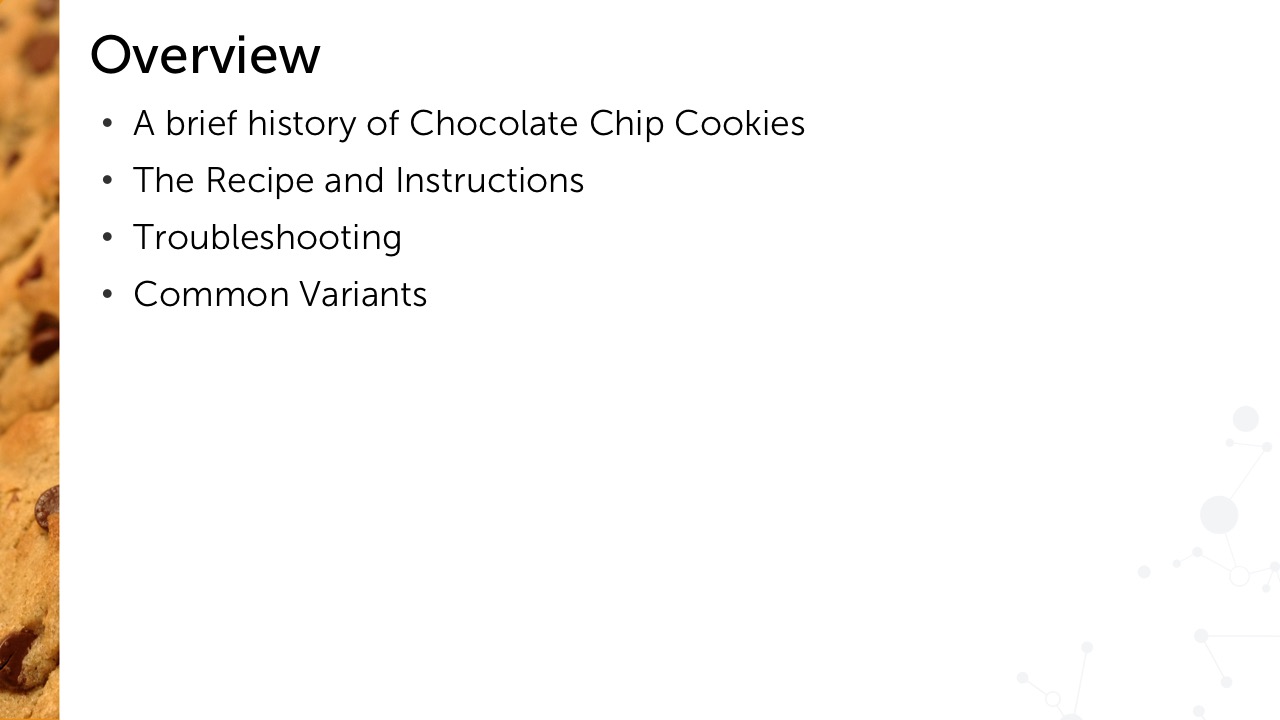 Overview
• A brief history of Chocolate Chip Cookies
• The Recipe and Instructions
• Troubleshooting
• Common Variants